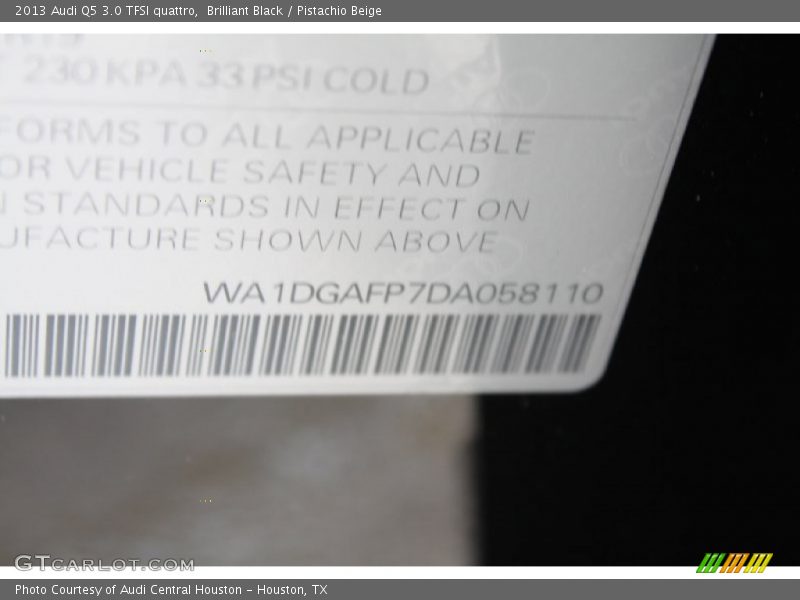 2013 Audi Q5 3.0 TFSI quattro,  Brilliant Black / Pistachio Beige
230 KPA 33 PSI COLD
FORMS TO ALL APPLICABLE
OR VEHICLE SAFETY AND
N STANDARDS IN EFFECT ON
UFACTURE SHOWN ABOVE
WA1DGAFP7DA058110
GTCARLOT.COM
Photo Courtesy of Audi Central Houston - Houston, TX